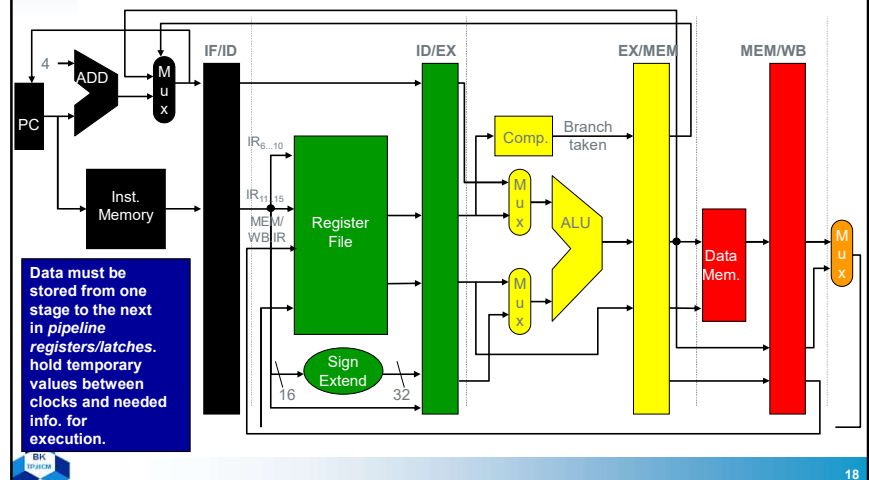 IF/ID
ID/EX
EX/MEM
MEM/WB
4
ADD
M
u
x
PC
Inst.
Memory
IR6...10
IR11..15
MEM/
WB.IR
Register
File
Sign
Extend
16
32
Comp.
Branch
taken
M
u
x
M
u
x
ALU
Data
Mem.
M
u
x
Data must be
stored from one
stage to the next
in pipeline
registers/latches.
hold temporary
values between
clocks and needed
info. for
execution.
BK
TP.HCM
18